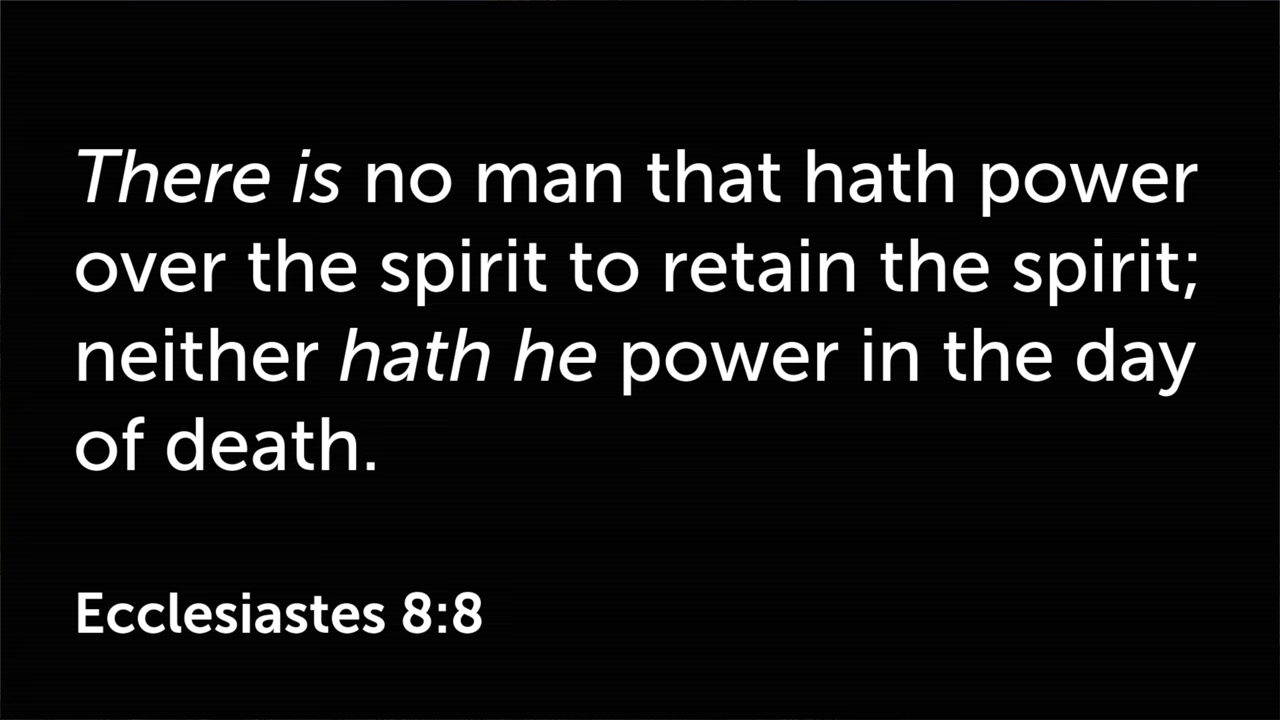 There is no man that hath power
over the spirit to retain the spirit;
neither hath he power in the day
of death.
Ecclesiastes 8:8